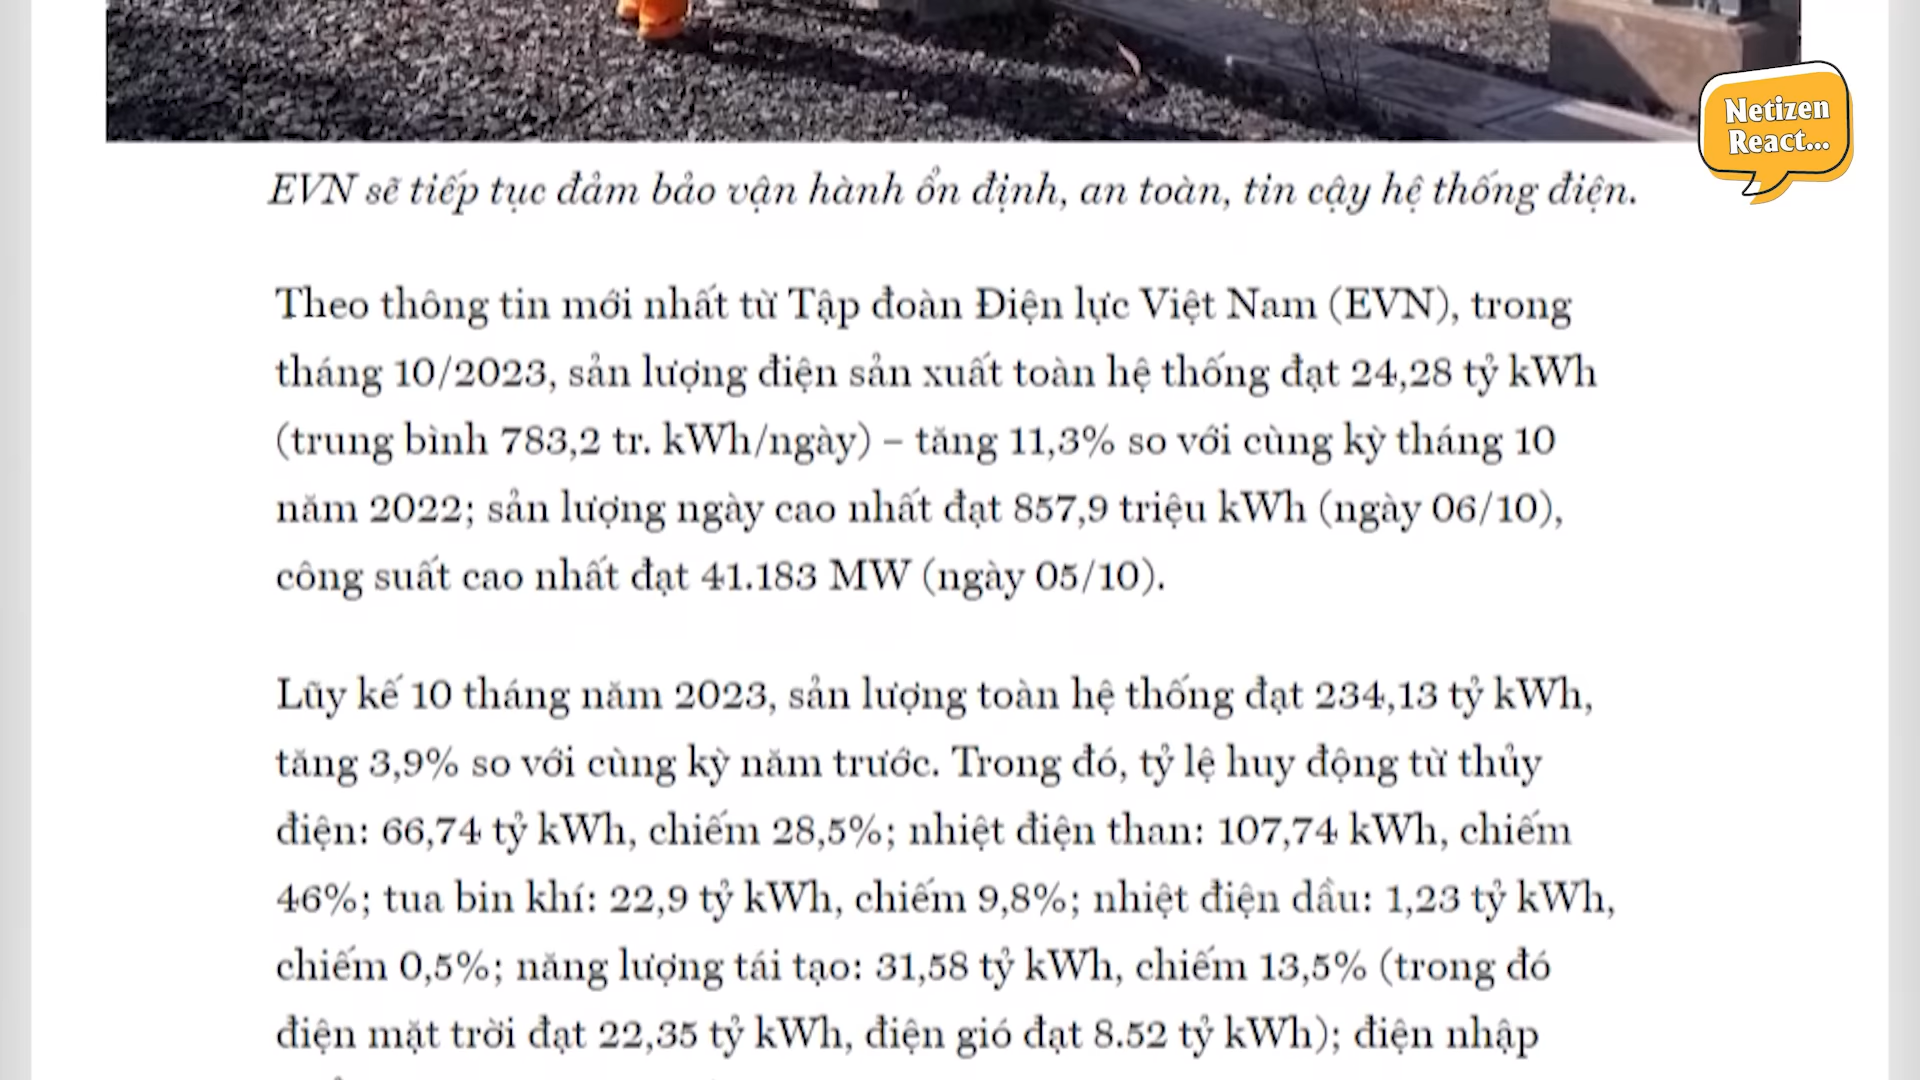 Netizen
React...
EVN sẽ tiếp tục đảm bảo vận hành ổn định, an toàn, tin cậy hệ thống điện.
Theo thông tin mới nhất từ Tập đoàn Điện lực Việt Nam (EVN), trong
tháng 10/2023, sản lượng điện sản xuất toàn hệ thống đạt 24,28 tỷ kWh
(trung bình 783,2 tr. kWh/ngày) – tăng 11,3% so với cùng kỳ tháng 10
năm 2022; sản lượng ngày cao nhất đạt 857,9 triệu kWh (ngày 06/10),
công suất cao nhất đạt 41.183 MW (ngày 05/10).
Lũy kế 10 tháng năm 2023, sản lượng toàn hệ thống đạt 234,13 tỷ kWh,
tăng 3,9% so với cùng kỳ năm trước. Trong đó, tỷ lệ huy động từ thủy
điện: 66,74 tỷ kWh, chiếm 28,5%; nhiệt điện than: 107,74 kWh, chiếm
46%; tua bin khí: 22,9 tỷ kWh, chiếm 9,8%; nhiệt điện dầu: 1,23 tỷ kWh,
chiếm 0,5%; năng lượng tái tạo: 31,58 tỷ kWh, chiếm 13,5% (trong đó
điện mặt trời đạt 22,35 tỷ kWh, điện gió đạt 8.52 tỷ kWh); điện nhập